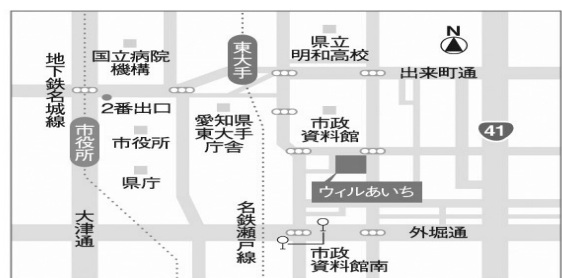 国立病院
機構
東大手
県立
明和高校
N
地下鉄名城線
出来町通
2番出口
愛知県
東大手
庁舎
市政
資料館
41
市役所
市役所
県庁
ウィルあいち
大津通
名鉄瀬戸線
外堀通
市政
資料館南